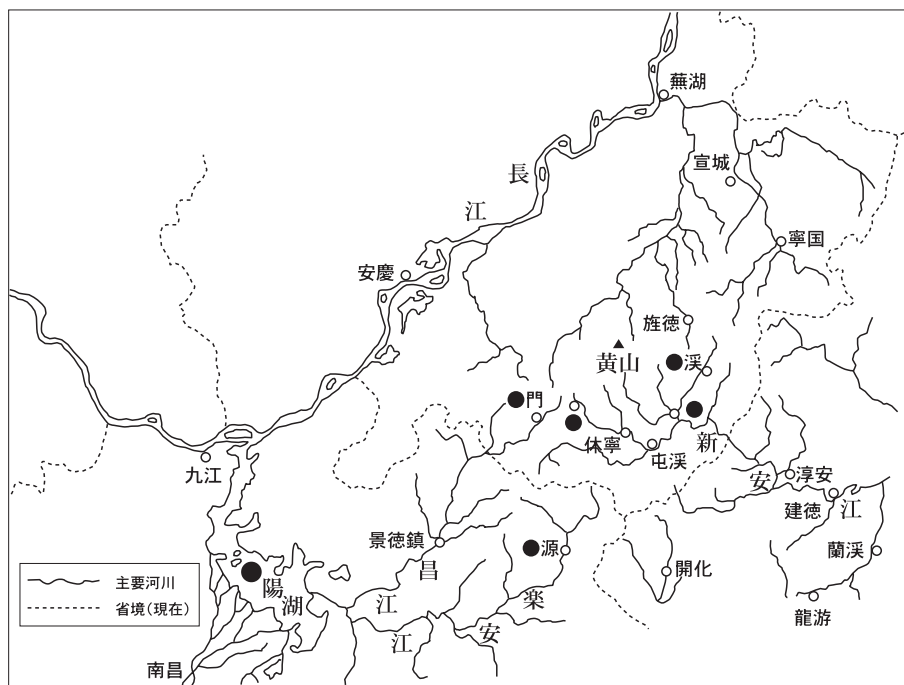 蕪湖
宣城
長
江
寧国
安慶
旌徳
黄山
●渓
●門
●
●
新
休寧
屯渓
九江
安
淳安
建徳
江
景徳鎮
●源
蘭渓
昌
開化
主要河川
●陽
楽
龍游
省境(現在)
湖
江
江
安
南昌